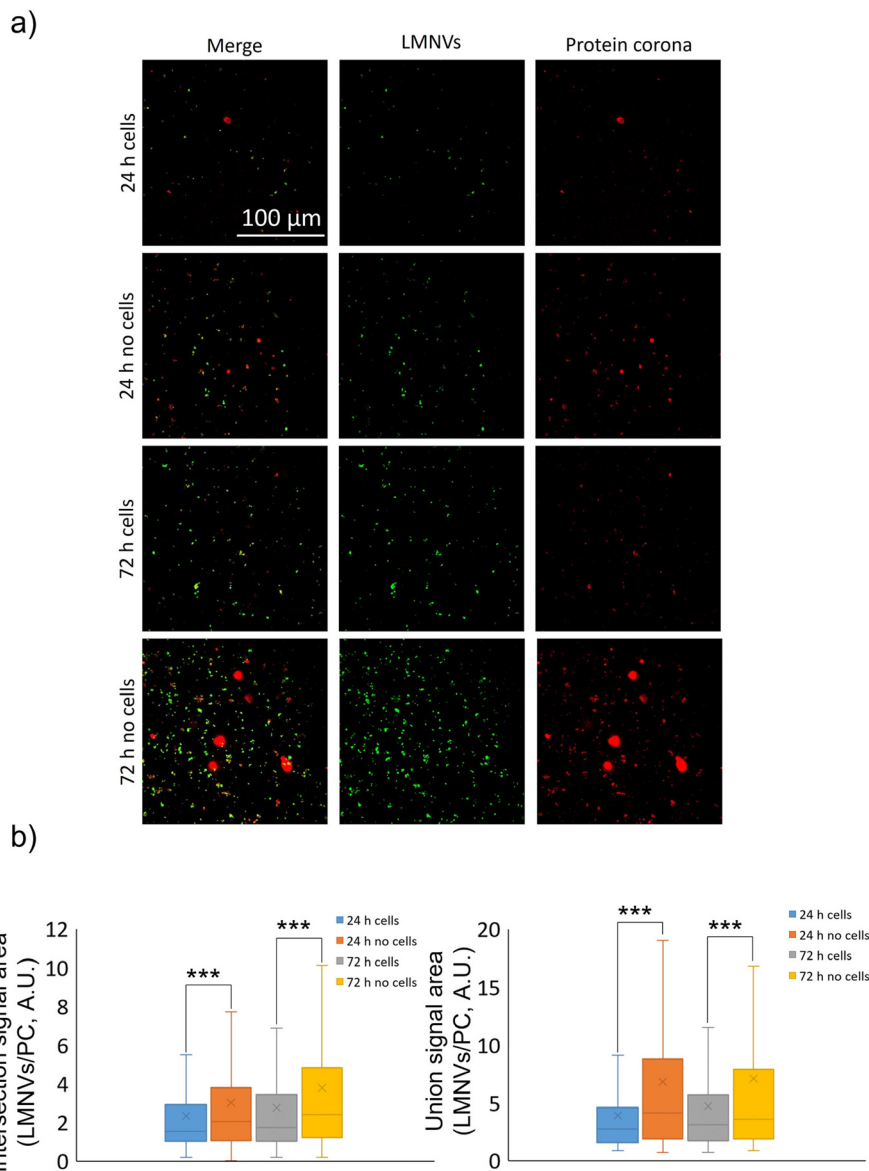 a)
Merge
LMNVs
Protein corona
24 h cells
100 μm
24 h no cells
72 h cells
72 h no cells
b)
Intersection signal area
(LMNVs/PC, A.U.)
12
10
8
6
4
2
0
***
***
24 h cells
24 h no cells
72 h cells
72 h no cells
Union signal area
(LMNVs/PC, A.U.)
20
15
10
5
0
***
***
24 h cells
24 h no cells
72 h cells
72 h no cells